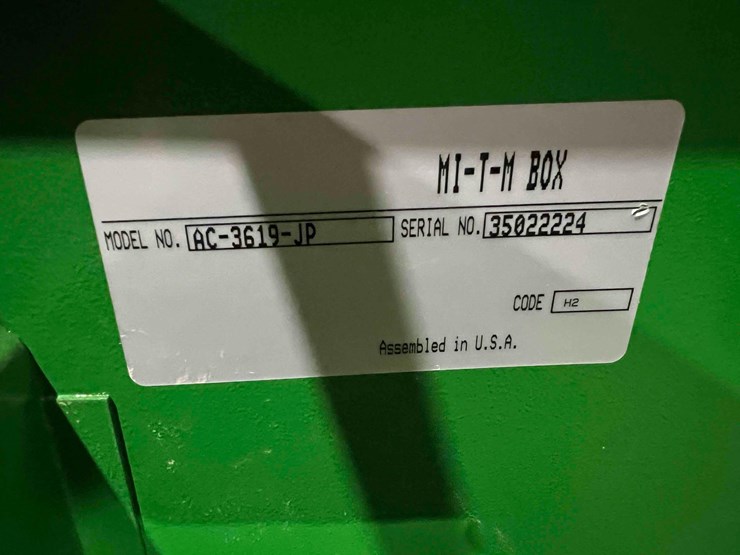 MI-T-M BOX
MODEL NO. AC-3619-JP SERIAL NO. 35022224
CODE H2
Assembled in U.S.A.